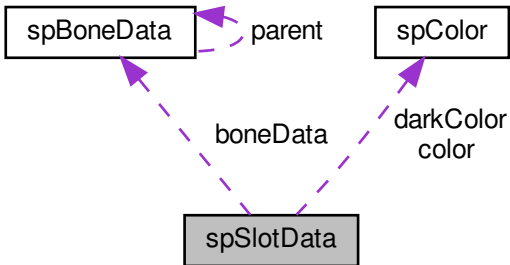 spBoneData
parent
spColor
boneData
darkColor
color
spSlotData